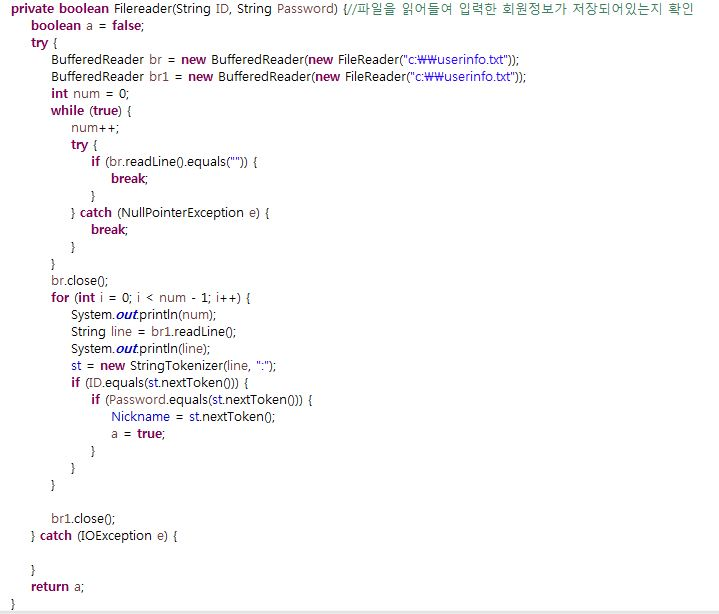 private boolean Filereader(String ID, String Password) {//파일을 읽어들여 입력한 회원정보가 저장되어있는지 확인
boolean a = false;
try {
BufferedReader br = new BufferedReader(new FileReader("c:₩₩userinfo.txt"));
BufferedReader br1 = new BufferedReader(new FileReader("c:₩₩userinfo.txt"));
int num = 0;
while (true) {
num++;
try {
if (br.readLine().equals("")) {
break;
}
} catch (NullPointerException e) {
break;
}
}
br.close();
for (int i = 0; i < num - 1; i++) {
System.out.println(num);
String line = br1.readLine();
System.out.println(line);
st = new StringTokenizer(line, ":");
if (ID.equals(st.nextToken())) {
if (Password.equals(st.nextToken())) {
Nickname = st.nextToken();
a = true;
}
}
}
br1.close();
} catch (IOException e) {
}
return a;
}